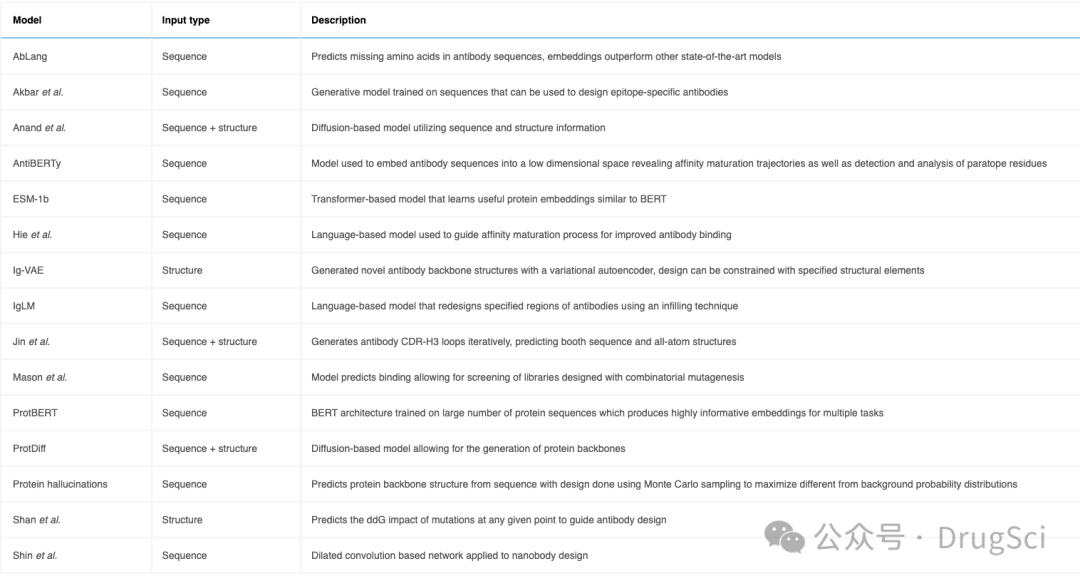 Model Input type Description
AbLang Sequence Predicts missing amino acids in antibody sequences, embeddings outperform other state-of-the-art models
Akbar et al. Sequence Generative model trained on sequences that can be used to design epitope-specific antibodies
Anand et al. Sequence + structure Diffusion-based model utilizing sequence and structure information
AntiBERTy Sequence Model used to embed antibody sequences into a low dimensional space revealing affinity maturation trajectories as well as detection and analysis of paratope residues
ESM-1b Sequence Transformer-based model that learns useful protein embeddings similar to BERT
Hie et al. Sequence Language-based model used to guide affinity maturation process for improved antibody binding
Ig-VAE Structure Generated novel antibody backbone structures with a variational autoencoder, design can be constrained with specified structural elements
IgLM Sequence Language-based model that redesigns specified regions of antibodies using an infilling technique
Jin et al. Sequence + structure Generates antibody CDR-H3 loops iteratively, predicting booth sequence and all-atom structures
Mason et al. Sequence Model predicts binding allowing for screening of libraries designed with combinatorial mutagenesis
ProtBERT Sequence BERT architecture trained on large number of protein sequences which produces highly informative embeddings for multiple tasks
ProtDiff Sequence + structure Diffusion-based model allowing for the generation of protein backbones
Protein hallucinations Sequence Predicts protein backbone structure from sequence with design done using Monte Carlo sampling to maximize different from background probability distributions
Shan et al. Structure Predicts the ddG impact of mutations at any given point to guide antibody design
Shin et al. Sequence Dilated convolution based network applied to nanobody design
公众号 · DrugSci